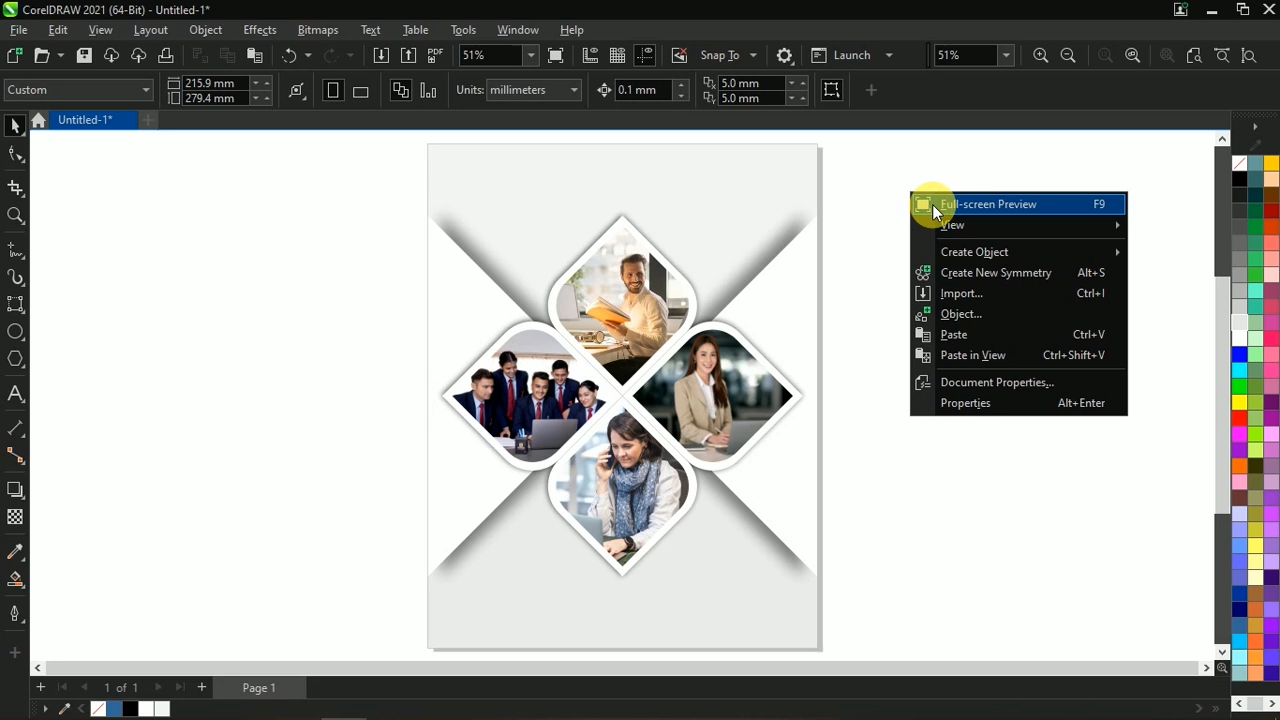 CorelDRAW 2021 (64-Bit) - Untitled-1*
File Edit View Layout Object Effects Bitmaps Text Table Tools Window Help
PDF 51% Snap To Launch 51%
Custom 215.9 mm 279.4 mm Units: millimeters 0.1 mm 5.0 mm 5.0 mm
Untitled-1*
Full-screen Preview F9
View
Create Object
Create New Symmetry Alt+S
Import... Ctrl+I
Object...
Paste Ctrl+V
Paste in View Ctrl+Shift+V
Document Properties...
Properties Alt+Enter
1 of 1 Page 1